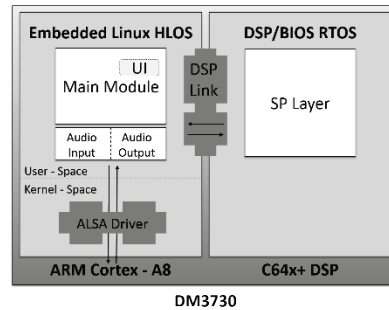 Embedded Linux HLOS
DSP/BIOS RTOS
UI
Main Module
Audio
Input
Audio
Output
User - Space
Kernel - Space
ALSA Driver
ARM Cortex - A8
DSP
Link
SP Layer
C64x+ DSP
DM3730